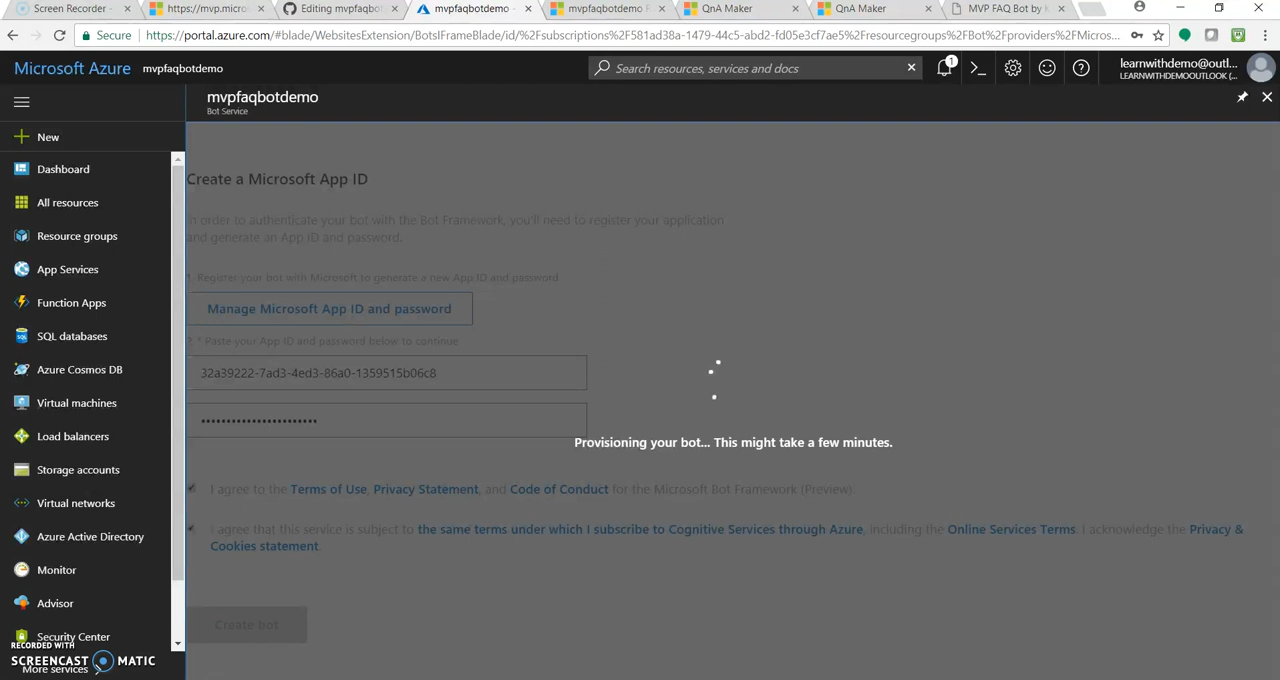 Screen Recorder -
https://mvp.micro
Editing mvpfaqbot
mvpfaqbotdemo -
mvpfaqbotdemo F
QnA Maker
QnA Maker
MVP FAQ Bot by
Secure
https://portal.azure.com/#blade/WebsitesExtension/BotsIFrameBlade/id/%2Fsubscriptions%2F581ad38a-1479-44c5-abd2-fd05e3cf7ae5%2Fresourcegroups%2FBot%2Fproviders%2FMicros...
Microsoft Azure mvpfaqbotdemo
Search resources, services and docs
1
learnwithdemo@outl...
LEARNWITHDEMOOUTLOOK (...
mvpfaqbotdemo
Bot Service
New
Dashboard
All resources
Resource groups
App Services
Function Apps
SQL databases
Azure Cosmos DB
Virtual machines
Load balancers
Storage accounts
Virtual networks
Azure Active Directory
Monitor
Advisor
Security Center
More services
Create a Microsoft App ID
In order to authenticate your bot with the Bot Framework, you'll need to register your application
and generate an App ID and password.
1. Register your bot with Microsoft to generate a new App ID and password
Manage Microsoft App ID and password
2. * Paste your App ID and password below to continue
32a39222-7ad3-4ed3-86a0-1359515b06c8
•••••••••••••••••••••••
Provisioning your bot... This might take a few minutes.
I agree to the Terms of Use, Privacy Statement, and Code of Conduct for the Microsoft Bot Framework (Preview).
I agree that this service is subject to the same terms under which I subscribe to Cognitive Services through Azure, including the Online Services Terms. I acknowledge the Privacy &
Cookies statement.
Create bot
RECORDED WITH
SCREENCAST MATIC